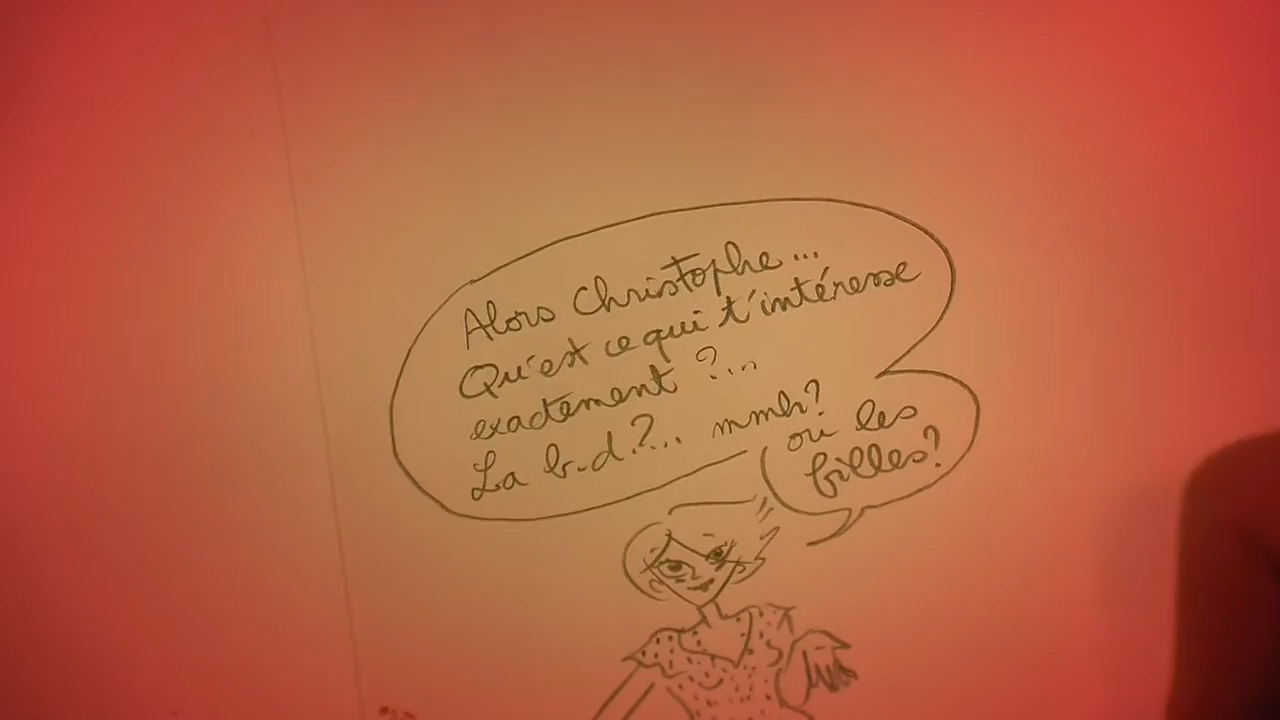 Alors Christophe...
Qu'est ce qui t'intéresse
exactement ?...
La b.d.?... mmh?
ou les
filles?